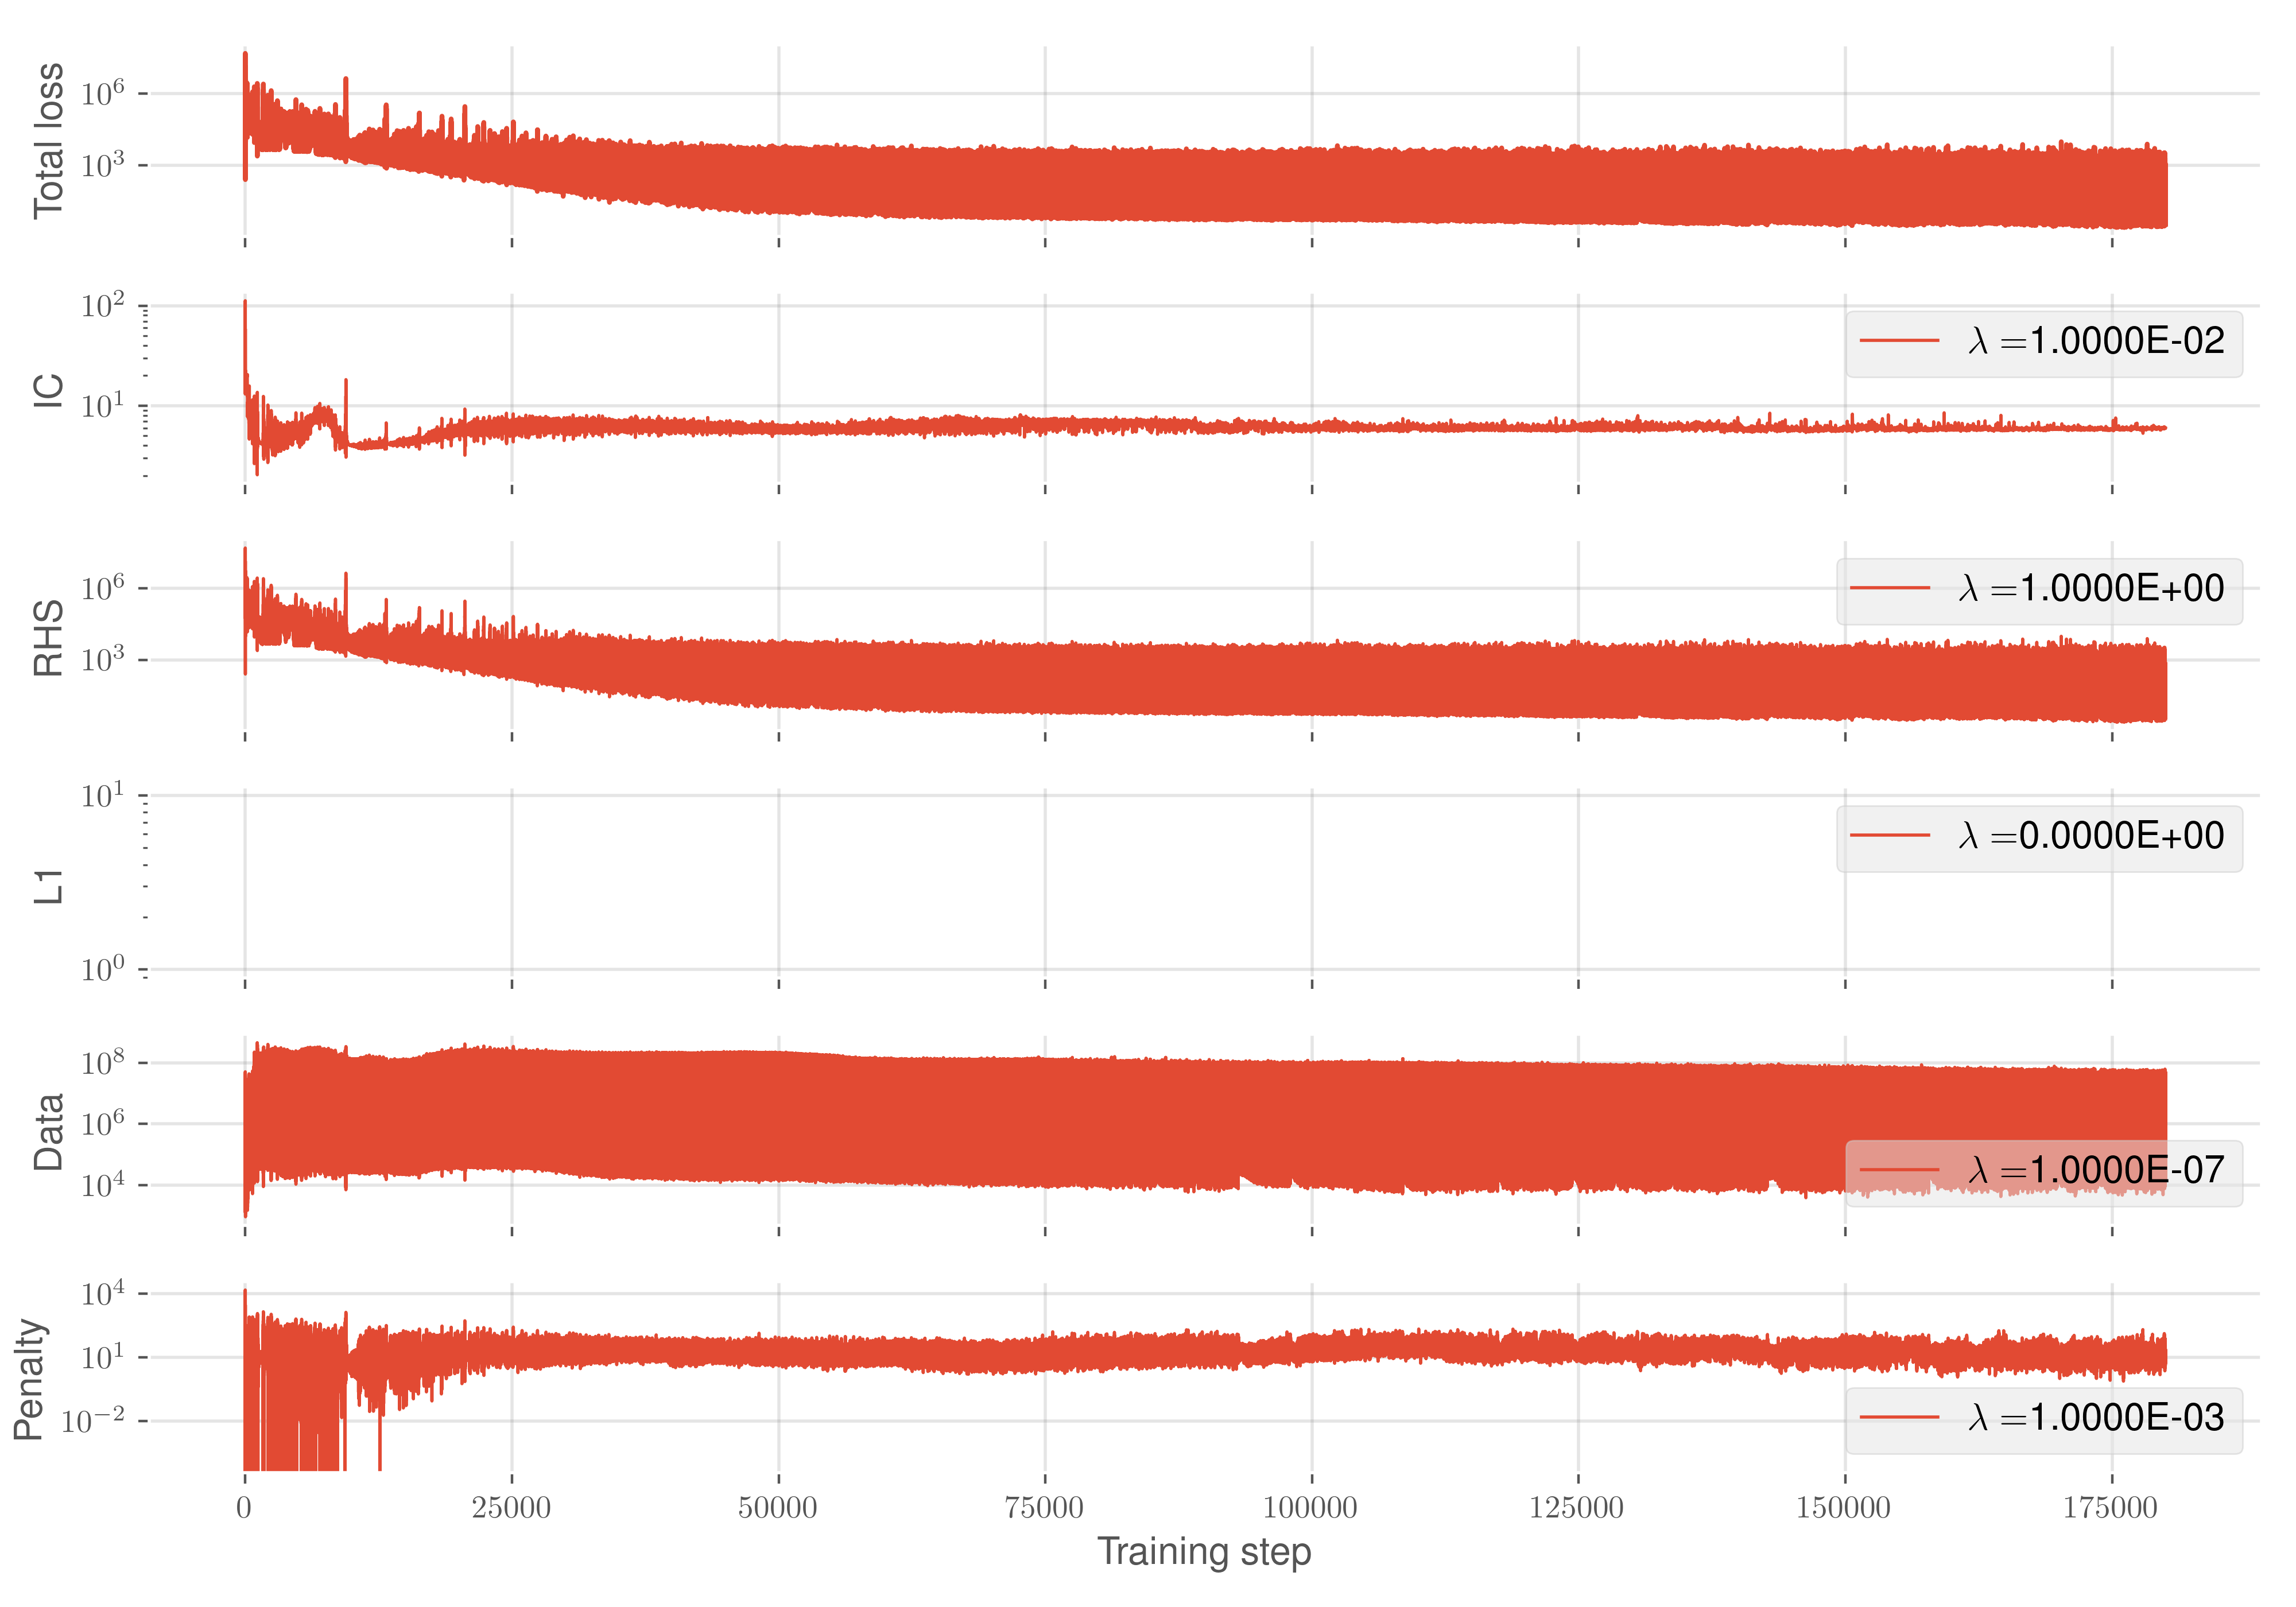 Total loss
10^6
10^3
IC
10^2
10^1
λ =1.0000E-02
RHS
10^6
10^3
λ =1.0000E+00
L1
10^1
10^0
λ =0.0000E+00
Data
10^8
10^6
10^4
λ =1.0000E-07
Penalty
10^4
10^1
10^−2
λ =1.0000E-03
0 25000 50000 75000 100000 125000 150000 175000
Training step